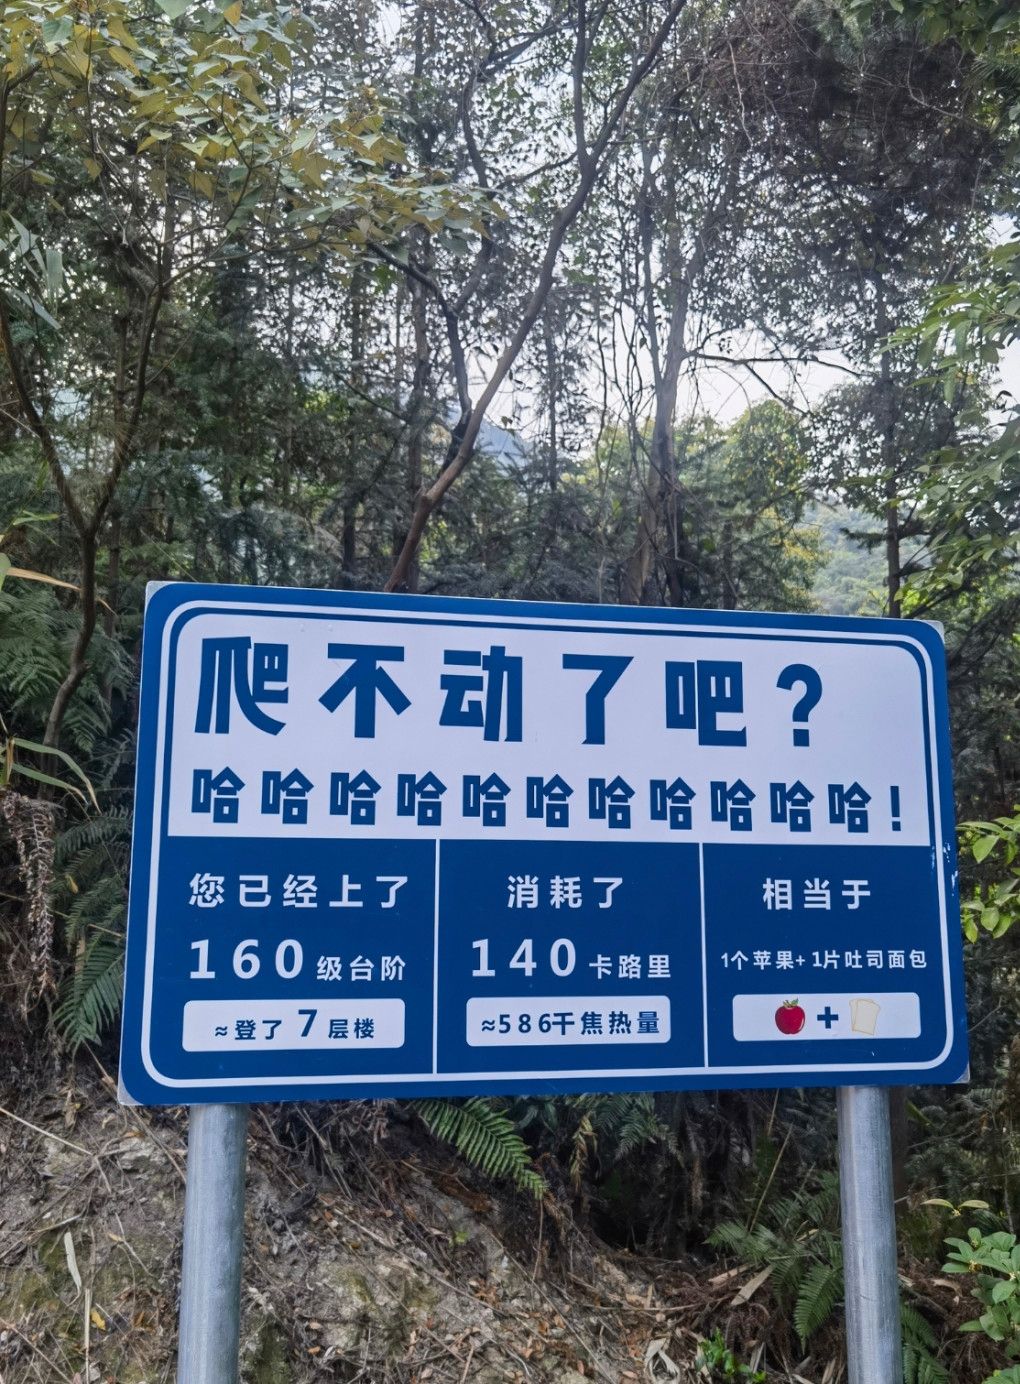 爬不动了吧?
哈哈哈哈哈哈哈哈哈哈哈!
您已经上了
160级台阶
≈登了7层楼
消耗了
140卡路里
≈586千焦热量
相当于
1个苹果+1片吐司面包
+